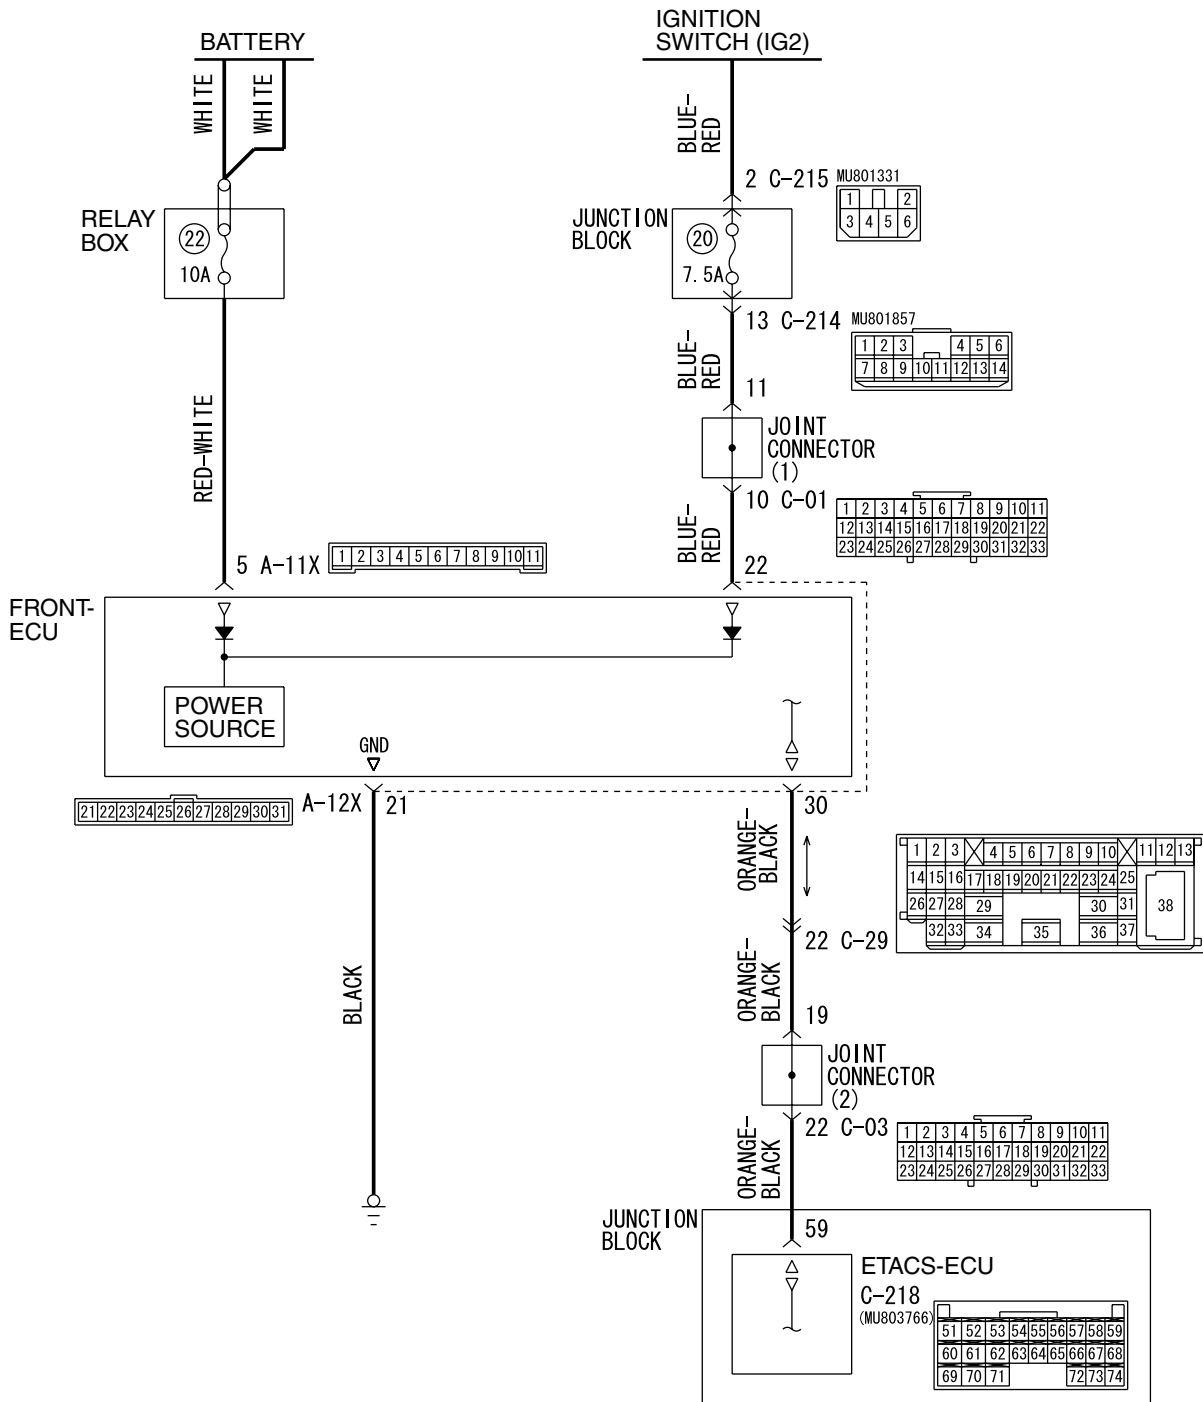 BATTERY
IGNITION
SWITCH (IG2)
WHITE
WHITE
BLUE-
RED
2 C-215 MU801331
1 2
3 4 5 6
RELAY
BOX
22
10A
JUNCTION
BLOCK
20
7.5A
13 C-214 MU801857
1 2 3 4 5 6
7 8 9 10 11 12 13 14
BLUE-
RED
11
JOINT
CONNECTOR
(1)
RED-WHITE
10 C-01
1 2 3 4 5 6 7 8 9 10 11
12 13 14 15 16 17 18 19 20 21 22
23 24 25 26 27 28 29 30 31 32 33
BLUE-
RED
5 A-11X
1 2 3 4 5 6 7 8 9 10 11
22
FRONT-
ECU
POWER
SOURCE
GND
21 22 23 24 25 26 27 28 29 30 31
A-12X
21
30
ORANGE-
BLACK
1 2 3 4 5 6 7 8 9 10 11 12 13
14 15 16 17 18 19 20 21 22 23 24 25
26 27 28 29 30 31 38
32 33 34 35 36 37
22 C-29
BLACK
ORANGE-
BLACK
19
JOINT
CONNECTOR
(2)
22 C-03
1 2 3 4 5 6 7 8 9 10 11
12 13 14 15 16 17 18 19 20 21 22
23 24 25 26 27 28 29 30 31 32 33
ORANGE-
BLACK
JUNCTION
BLOCK
59
ETACS-ECU
C-218
(MU803766)
51 52 53 54 55 56 57 58 59
60 61 62 63 64 65 66 67 68
69 70 71 72 73 74